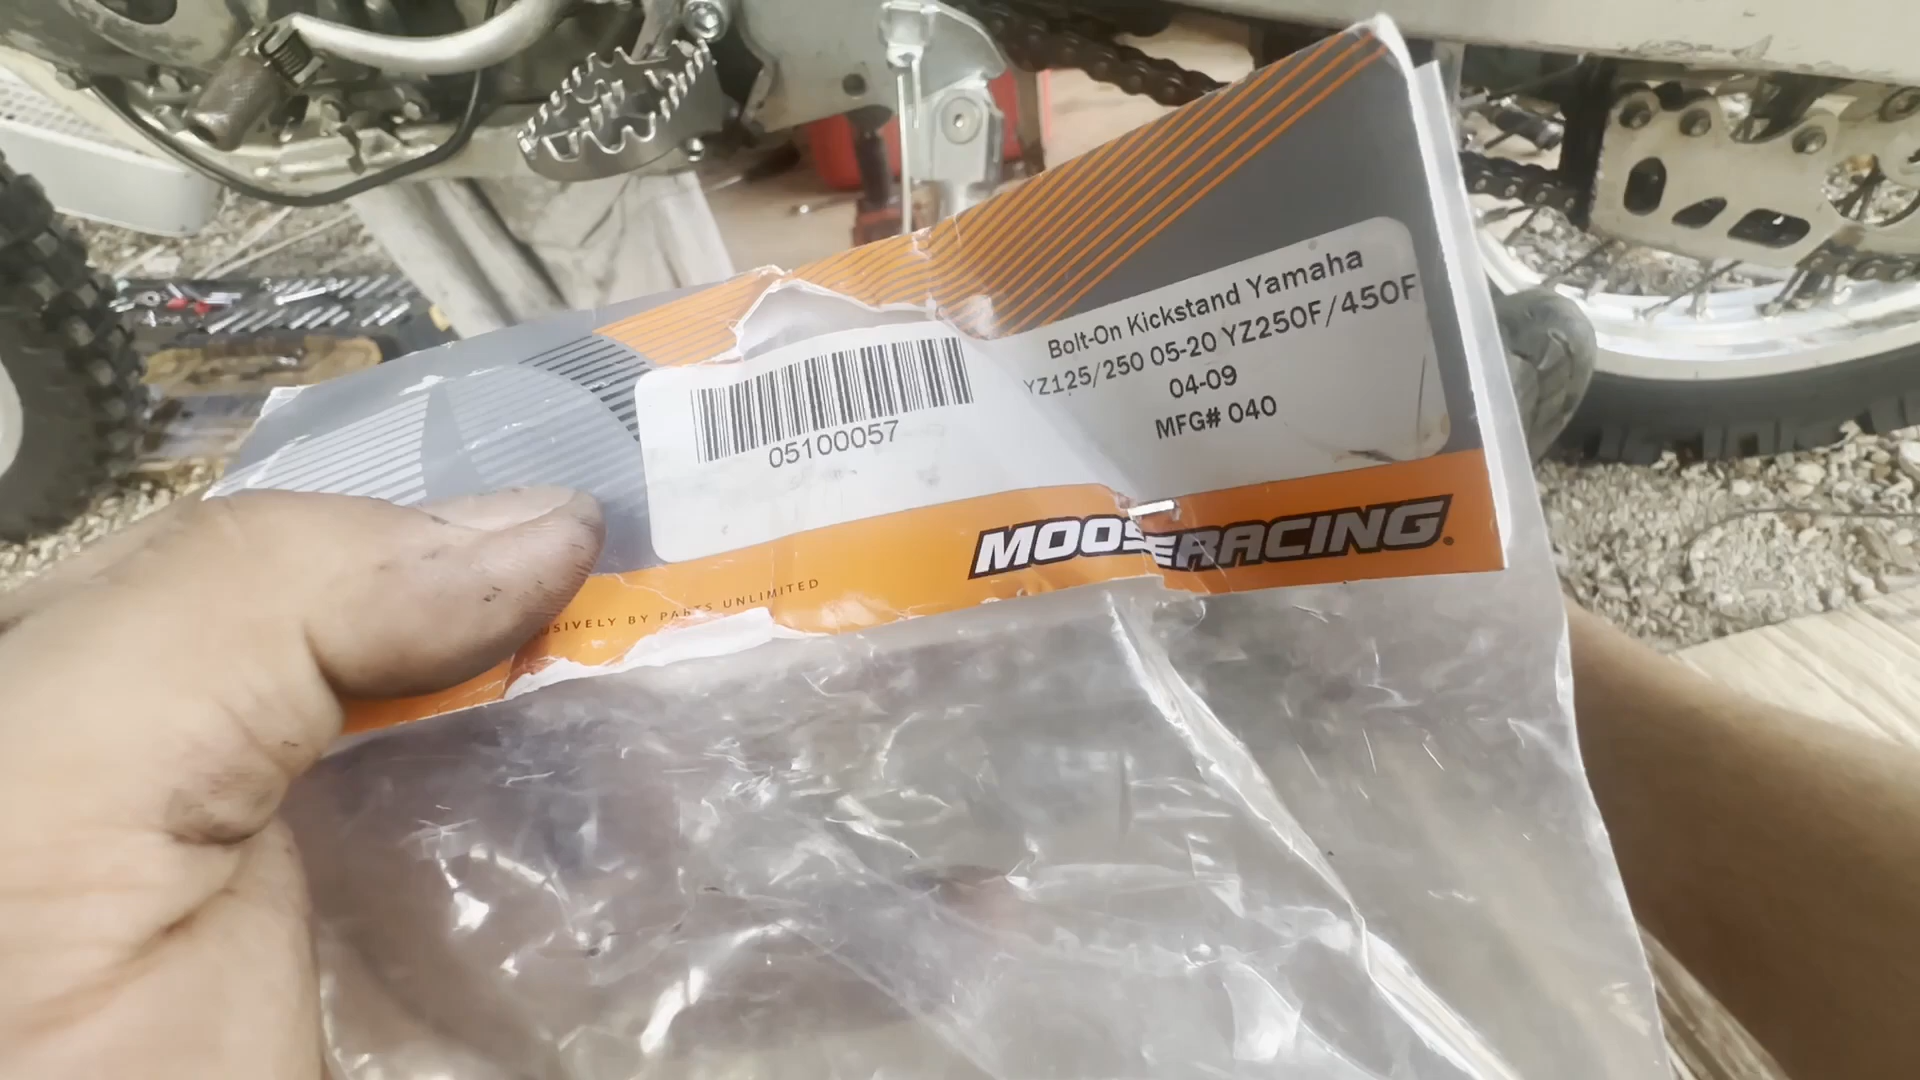 Bolt-On Kickstand Yamaha
YZ125/250 05-20 YZ250F/450F
04-09
MFG# 040
05100057
MOOSE RACING
USIVELY BY PARTS UNLIMITED